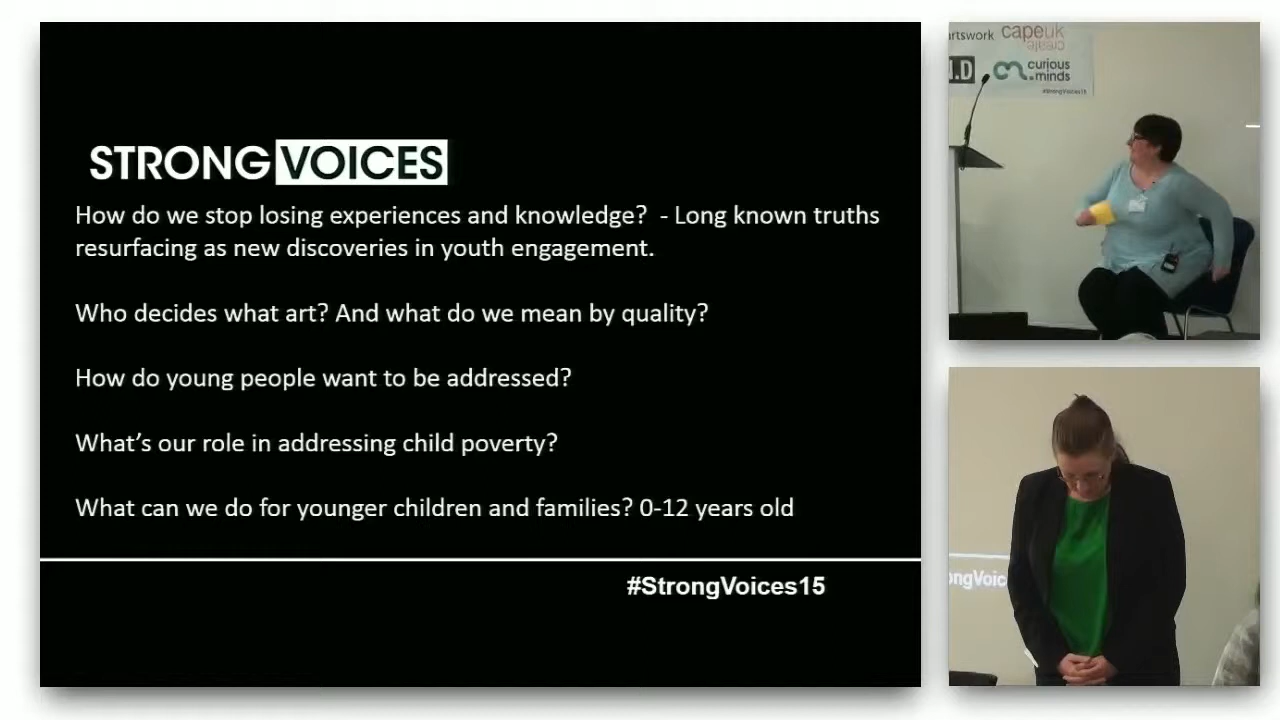 STRONG VOICES
How do we stop losing experiences and knowledge?  - Long known truths
resurfacing as new discoveries in youth engagement.
Who decides what art? And what do we mean by quality?
How do young people want to be addressed?
What’s our role in addressing child poverty?
What can we do for younger children and families? 0-12 years old
#StrongVoices15
capeuk
curious
minds
#StrongVoices15